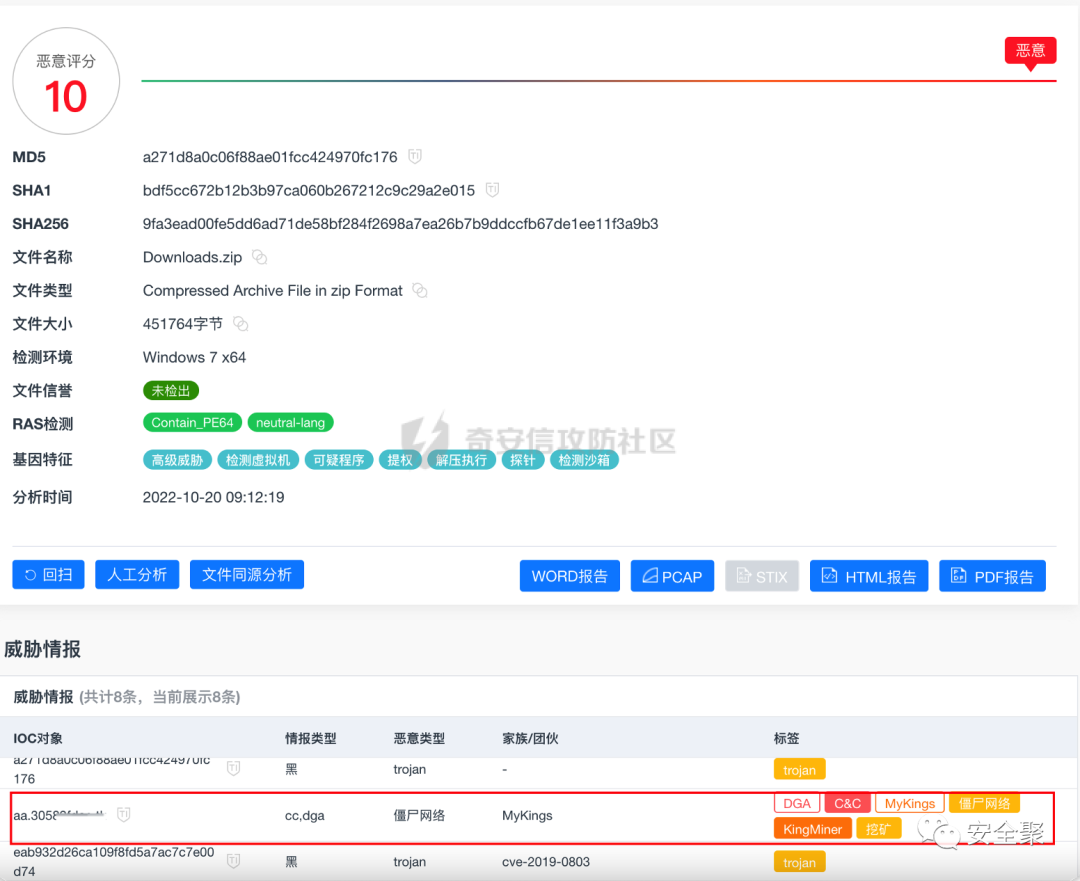 恶意评分
10
恶意
MD5 a271d8a0c06f88ae01fcc424970fc176
SHA1 bdf5cc672b12b3b97ca060b267212c9c29a2e015
SHA256 9fa3ead00fe5dd6ad71de58bf284f2698a7ea26b7b9ddccfb67de1ee11f3a9b3
文件名称 Downloads.zip
文件类型 Compressed Archive File in zip Format
文件大小 451764字节
检测环境 Windows 7 x64
文件信誉 未检出
RAS检测 Contain_PE64 neutral-lang
奇安信攻防社区
基因特征 高级威胁 检测虚拟机 可疑程序 提权 解压执行 探针 检测沙箱
分析时间 2022-10-20 09:12:19
回扫 人工分析 文件同源分析 WORD报告 PCAP STIX HTML报告 PDF报告
威胁情报
威胁情报 (共计8条，当前展示8条)
IOC对象 情报类型 恶意类型 家族/团伙 标签
a271d8a0c06f88ae01fcc424970fc
176 黑 trojan - trojan
DGA C&C MyKings 僵尸网络
aa.3058 cc,dga 僵尸网络 MyKings
KingMiner 挖矿
安全聚
eab932d26ca109f8fd5a7ac7c7e00
d74 黑 trojan cve-2019-0803 trojan